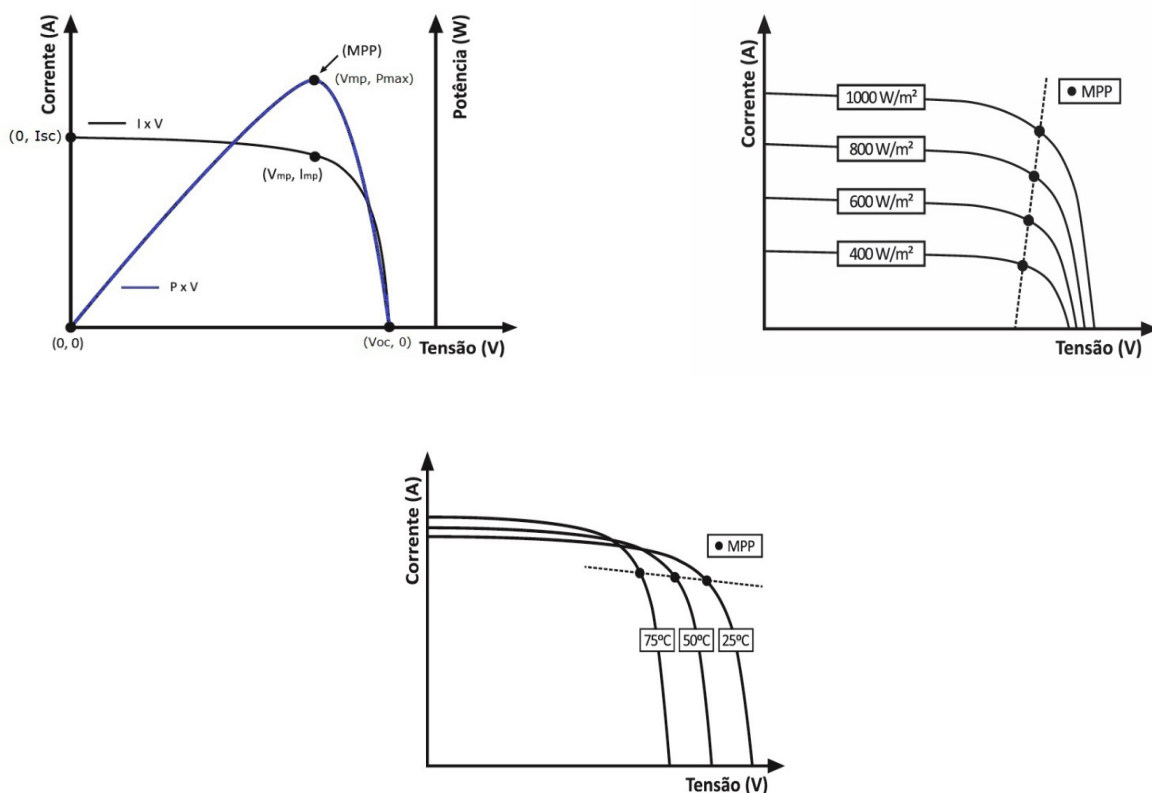 Corrente (A)
Potência (W)
(MPP)
(Vmp, Pmax)
(0, Isc)
I x V
(Vmp, Imp)
P x V
(0, 0)
(Voc, 0)
Tensão (V)
Corrente (A)
1000 W/m²
MPP
800 W/m²
600 W/m²
400 W/m²
Tensão (V)
Corrente (A)
MPP
75ºC
50ºC
25ºC
Tensão (V)